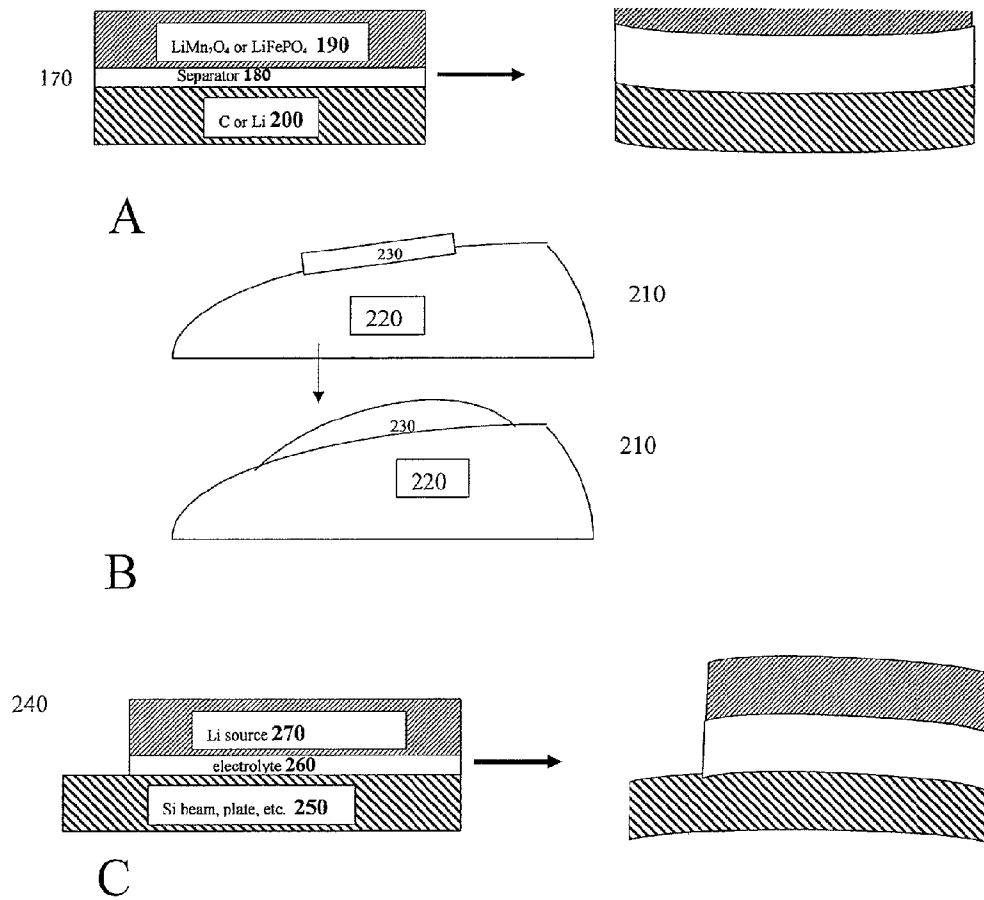 LiMn₂O₄ or LiFePO₄ 190
170
Separator 180
C or Li 200
A
230
210
220
230
210
220
B
240
Li source 270
electrolyte 260
Si beam, plate, etc. 250
C